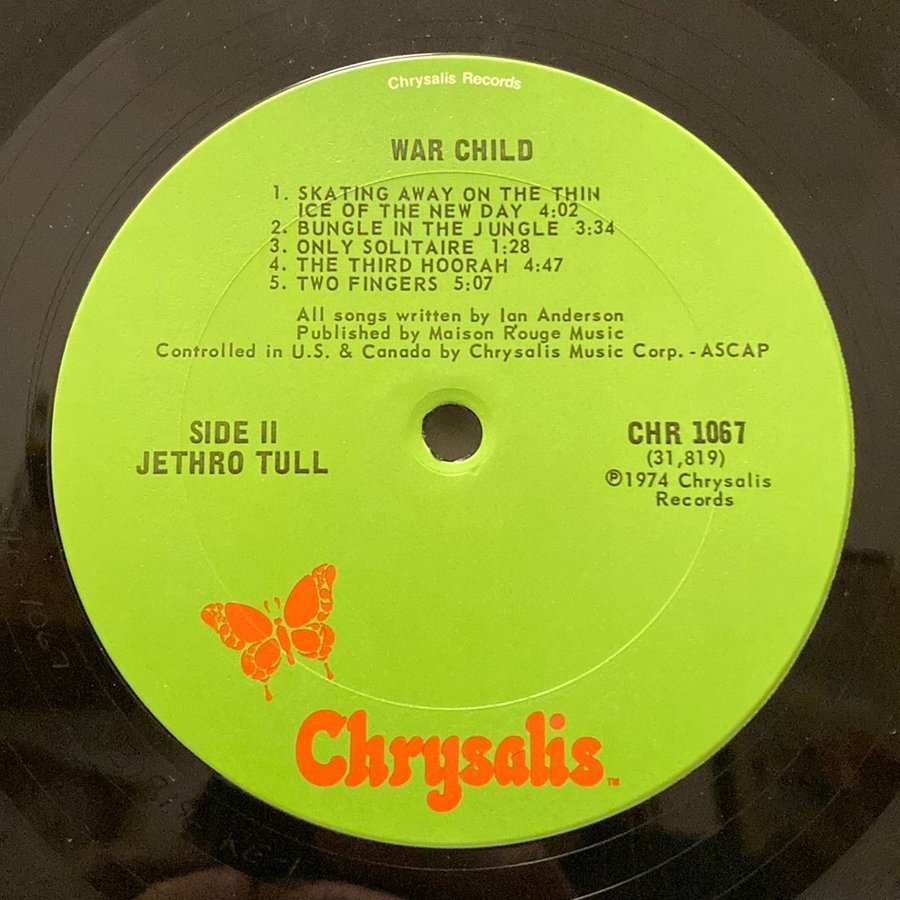 Chrysalis Records
WAR CHILD
1. SKATING AWAY ON THE THIN
ICE OF THE NEW DAY 4:02
2. BUNGLE IN THE JUNGLE 3:34
3. ONLY SOLITAIRE 1:28
4. THE THIRD HOORAH 4:47
5. TWO FINGERS 5:07
All songs written by Ian Anderson
Published by Maison Rouge Music
Controlled in U.S. & Canada by Chrysalis Music Corp. - ASCAP
SIDE II
JETHRO TULL
CHR 1067
(31,819)
℗1974 Chrysalis
Records
Chrysalis™